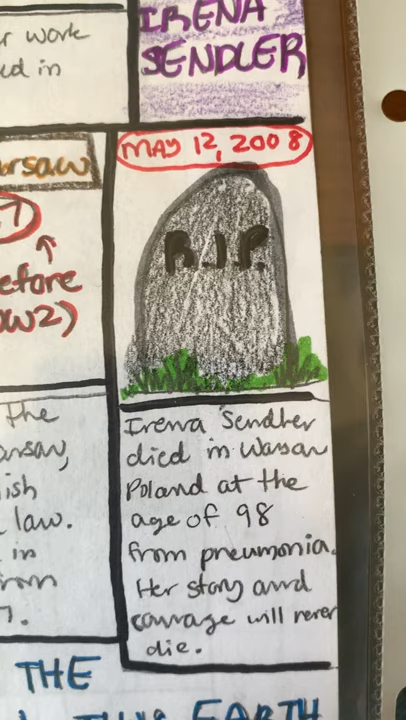 r work
ed in
IRENA
SENDLER
rsaw
MAY 12, 2008
R.I.P.
efore
W2)
the
arsaw,
ish
law.
in
from
Irena Sendler
died in Warsaw
Poland at the
age of 98
from pneumonia.
Her story and
courage will never
die.
THE
THIS EARTH